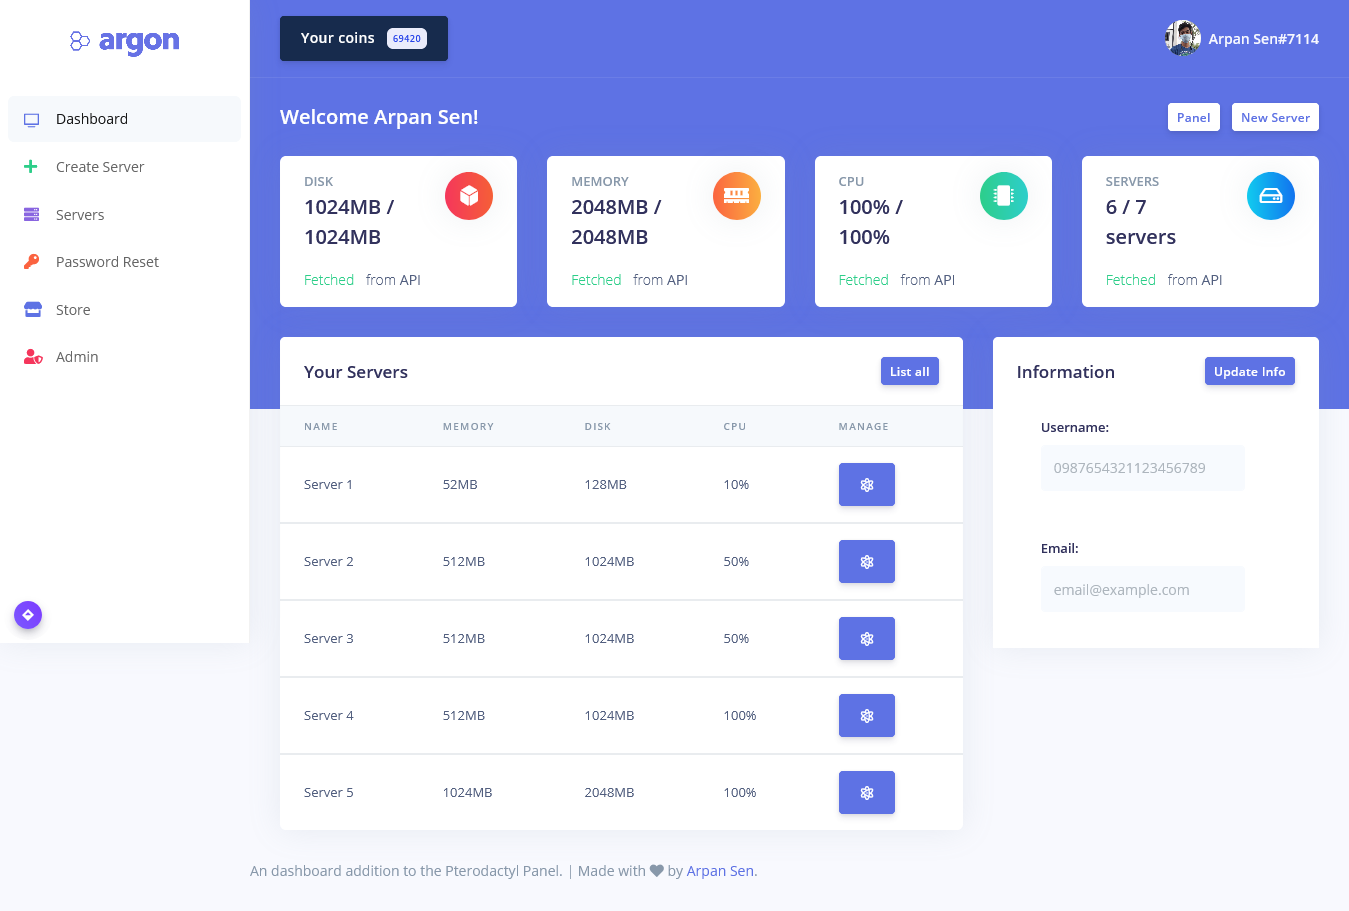 argon
Your coins 69420
Arpan Sen#7114
Dashboard
Create Server
Servers
Password Reset
Store
Admin
Welcome Arpan Sen!
Panel
New Server
DISK
1024MB /
1024MB
Fetched from API
MEMORY
2048MB /
2048MB
Fetched from API
CPU
100% /
100%
Fetched from API
SERVERS
6 / 7
servers
Fetched from API
Your Servers
List all
NAME MEMORY DISK CPU MANAGE
Server 1 52MB 128MB 10%
Server 2 512MB 1024MB 50%
Server 3 512MB 1024MB 50%
Server 4 512MB 1024MB 100%
Server 5 1024MB 2048MB 100%
Information
Update Info
Username:
0987654321123456789
Email:
email@example.com
An dashboard addition to the Pterodactyl Panel. | Made with ♥ by Arpan Sen.